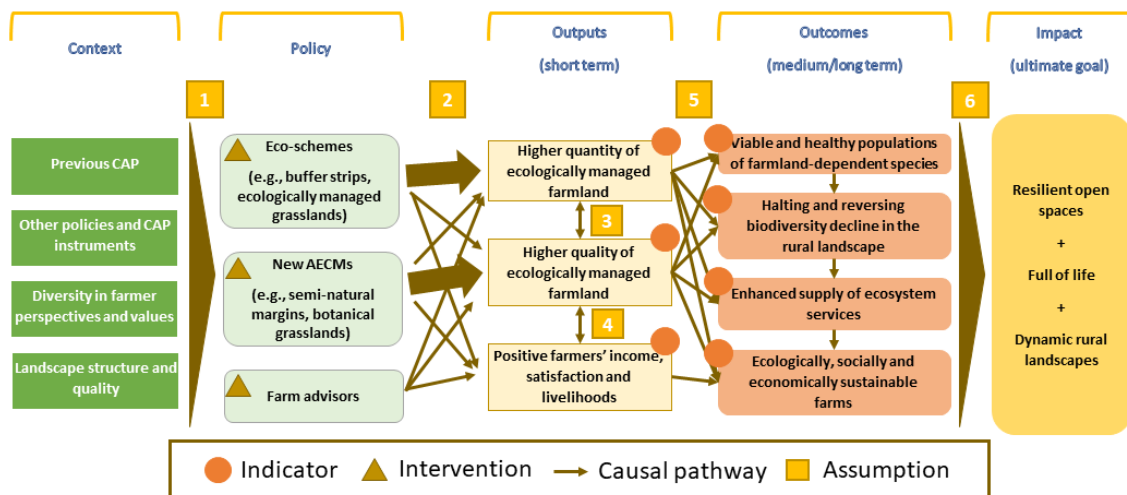 Context
Policy
Outputs
(short term)
Outcomes
(medium/long term)
Impact
(ultimate goal)
1
2
5
6
Previous CAP
Other policies and CAP
instruments
Diversity in farmer
perspectives and values
Landscape structure and
quality
Eco-schemes
(e.g., buffer strips,
ecologically managed
grasslands)
New AECMs
(e.g., semi-natural
margins, botanical
grasslands)
Farm advisors
Higher quantity of
ecologically managed
farmland
3
Higher quality of
ecologically managed
farmland
4
Positive farmers' income,
satisfaction and
livelihoods
Viable and healthy populations
of farmland-dependent species
Halting and reversing
biodiversity decline in the
rural landscape
Enhanced supply of ecosystem
services
Ecologically, socially and
economically sustainable
farms
Resilient open
spaces
+
Full of life
+
Dynamic rural
landscapes
Indicator
Intervention
Causal pathway
Assumption